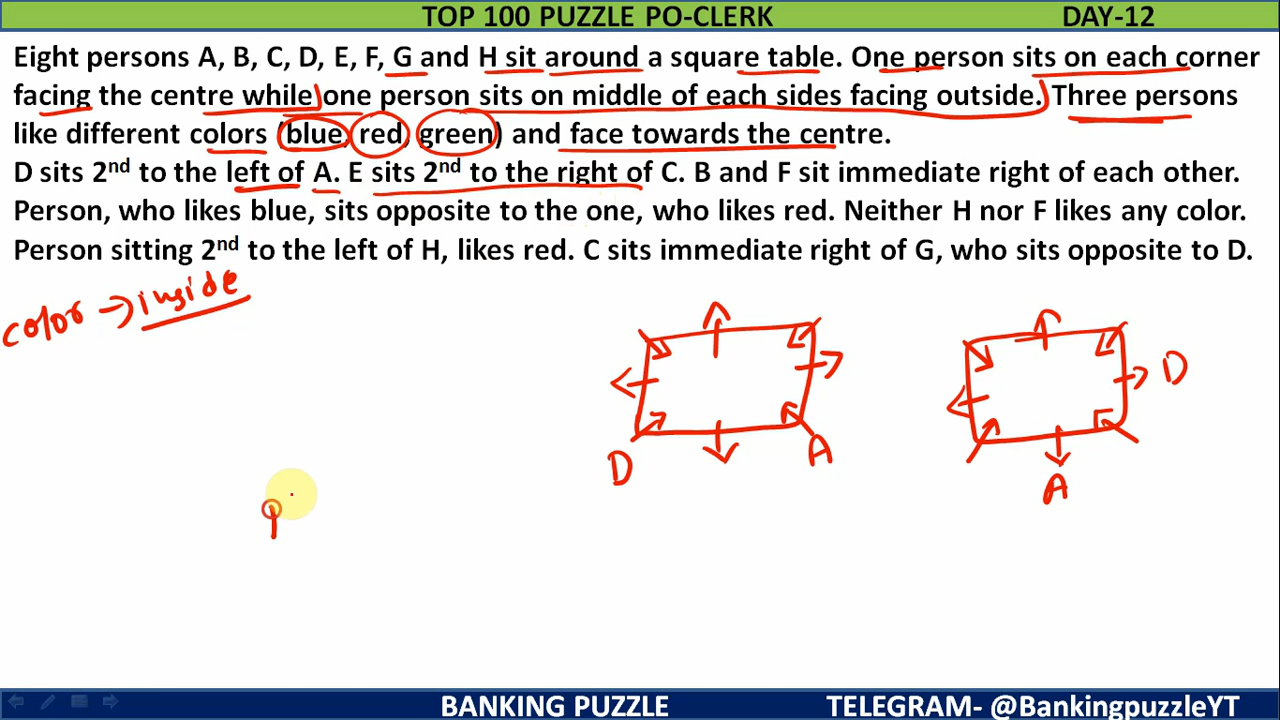 TOP 100 PUZZLE PO-CLERK DAY-12
Eight persons A, B, C, D, E, F, G and H sit around a square table. One person sits on each corner
facing the centre while one person sits on middle of each sides facing outside. Three persons
like different colors (blue, red, green) and face towards the centre.
D sits 2nd to the left of A. E sits 2nd to the right of C. B and F sit immediate right of each other.
Person, who likes blue, sits opposite to the one, who likes red. Neither H nor F likes any color.
Person sitting 2nd to the left of H, likes red. C sits immediate right of G, who sits opposite to D.
color → inside
D
D A
A
BANKING PUZZLE TELEGRAM- @BankingpuzzleYT